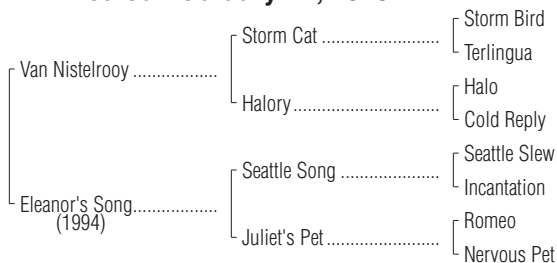 Storm Bird
Storm Cat ..........................
Terlingua
Van Nistelrooy ..................
Halo
Halory ................................
Cold Reply
Seattle Slew
Seattle Song .....................
Incantation
Eleanor's Song ..................
(1994)
Romeo
Juliet's Pet ........................
Nervous Pet